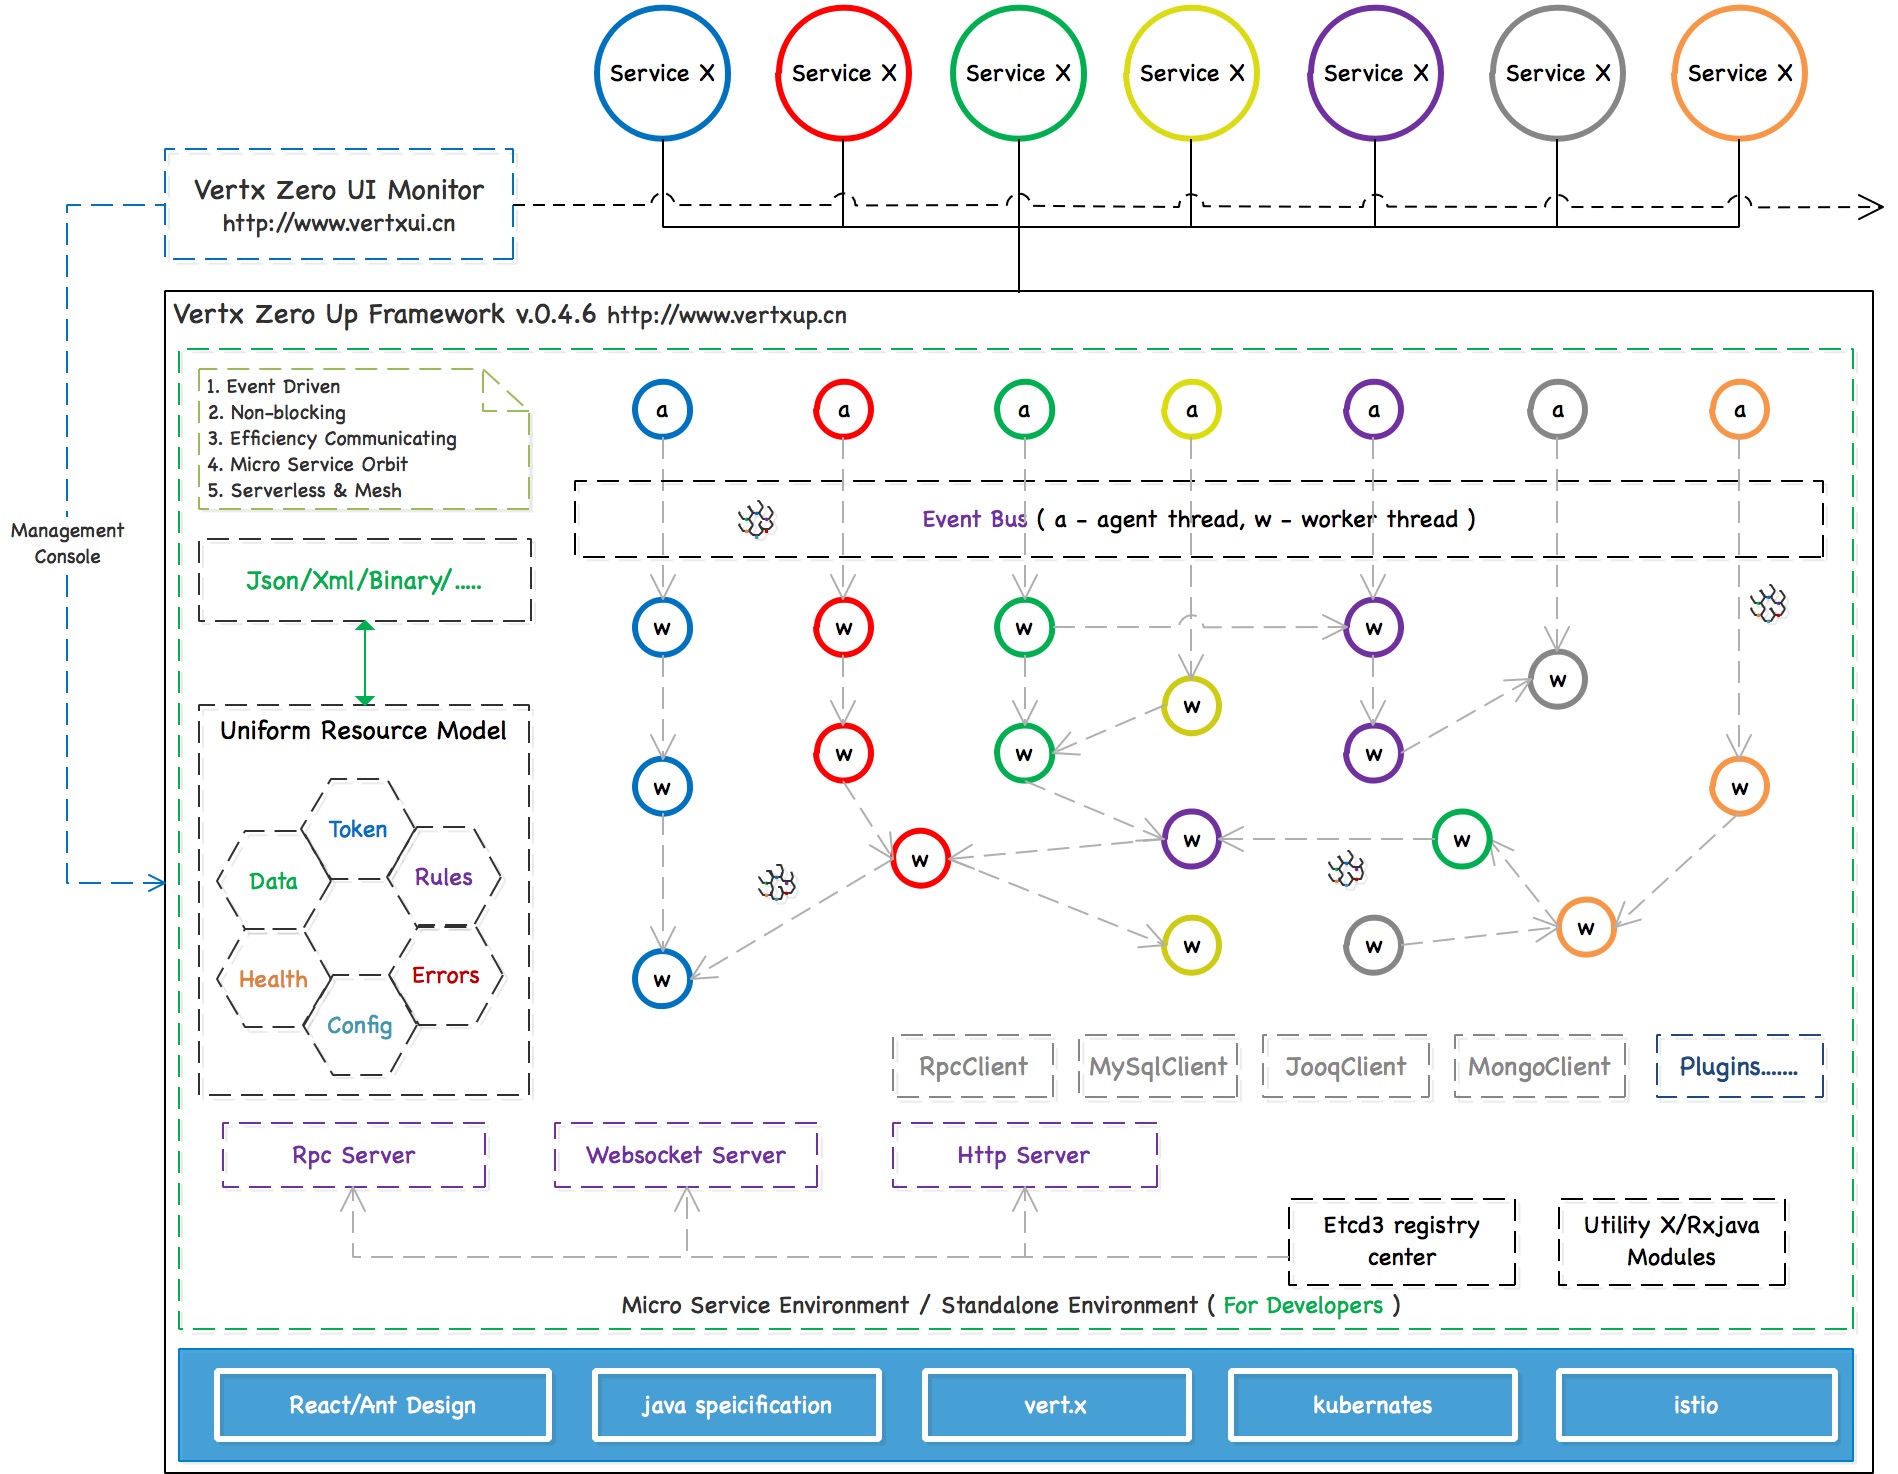 Service X
Service X
Service X
Service X
Service X
Service X
Service X
Vertx Zero UI Monitor
http://www.vertxui.cn
Vertx Zero Up Framework v.0.4.6 http://www.vertxup.cn
1. Event Driven
2. Non-blocking
3. Efficiency Communicating
4. Micro Service Orbit
5. Serverless & Mesh
a
a
a
a
a
a
a
Management
Console
Event Bus ( a - agent thread, w - worker thread )
Json/Xml/Binary/.....
w
w
w
w
w
w
Uniform Resource Model
w
w
w
w
w
Token
Data
Rules
Health
Errors
Config
w
w
w
w
w
w
w
w
RpcClient
MySqlClient
JooqClient
MongoClient
Plugins.......
Rpc Server
Websocket Server
Http Server
Etcd3 registry
center
Utility X/Rxjava
Modules
Micro Service Environment / Standalone Environment ( For Developers )
React/Ant Design
java speicification
vert.x
kubernates
istio